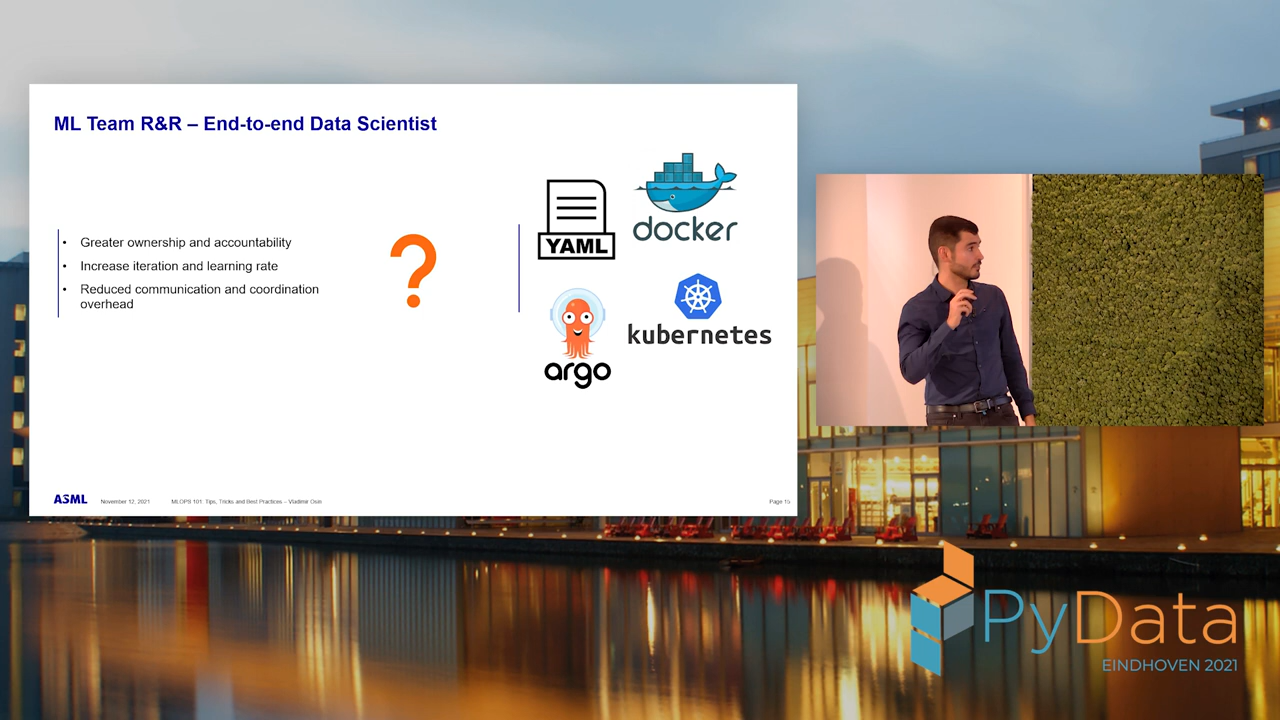 ML Team R&R – End-to-end Data Scientist
• Greater ownership and accountability
• Increase iteration and learning rate
• Reduced communication and coordination
overhead
?
YAML
docker
argo
kubernetes
ASML
November 12, 2021
MLOPS 101 Tips, Tricks and Best Practices – Vladimir Osin
Page 15
PyData
EINDHOVEN 2021